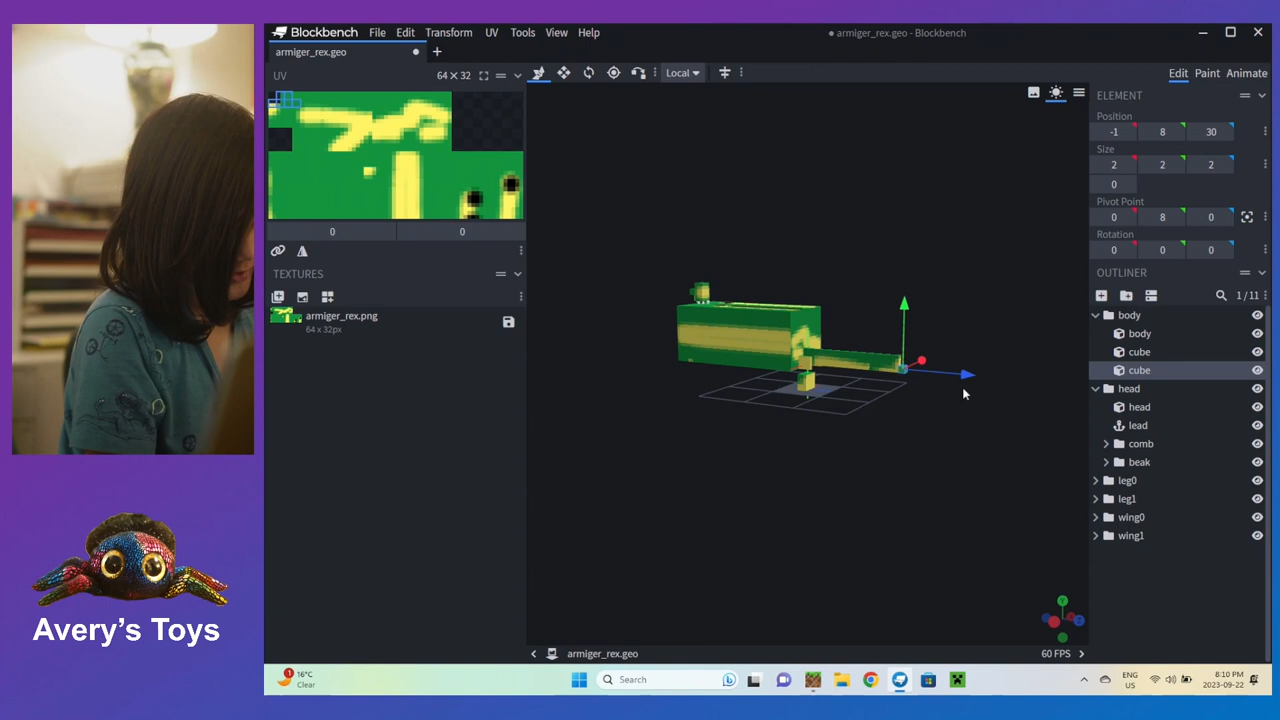 Blockbench File Edit Transform UV Tools View Help
armiger_rex.geo - Blockbench
armiger_rex.geo
UV 64 × 32
Local
Edit Paint Animate
ELEMENT
Position
-1 8 30
Size
2 2 2
0
Pivot Point
0 8 0
Rotation
0 0 0
0 0
TEXTURES
armiger_rex.png
64 x 32px
OUTLINER
1/11
body
body
cube
cube
head
head
lead
comb
beak
leg0
leg1
wing0
wing1
armiger_rex.geo
60 FPS
Avery's Toys
1
16°C
Clear
Search
ENG
US
8:10 PM
2023-09-22